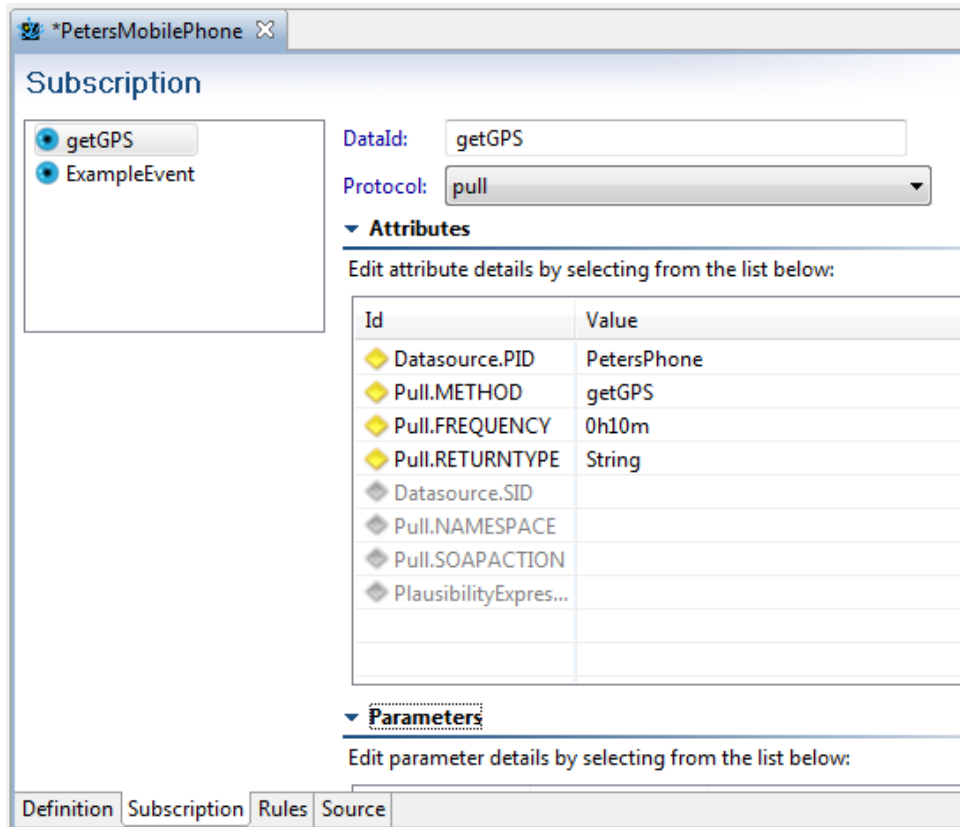 *PetersMobilePhone
Subscription
getGPS
ExampleEvent
DataId: getGPS
Protocol: pull
Attributes
Edit attribute details by selecting from the list below:
Id Value
Datasource.PID PetersPhone
Pull.METHOD getGPS
Pull.FREQUENCY 0h10m
Pull.RETURNTYPE String
Datasource.SID
Pull.NAMESPACE
Pull.SOAPACTION
PlausibilityExpres...
Parameters
Edit parameter details by selecting from the list below:
Definition Subscription Rules Source